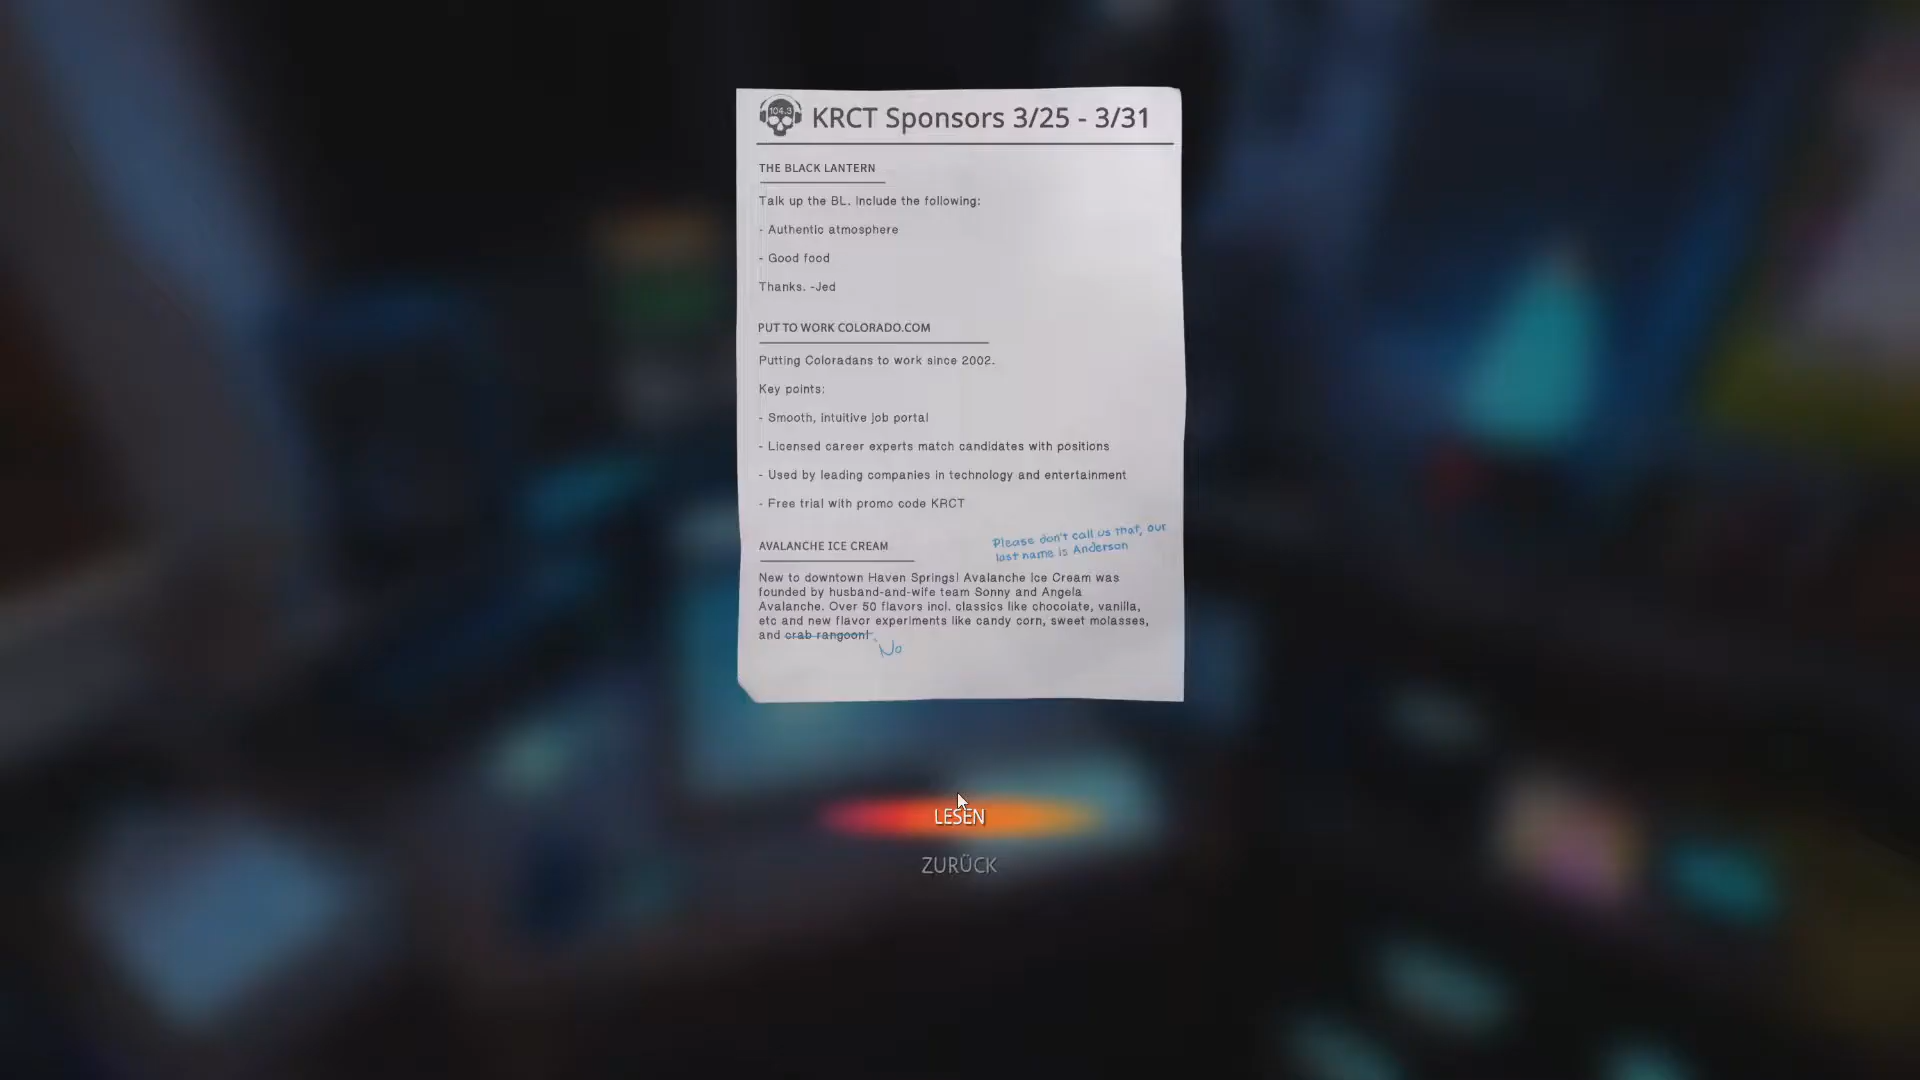 104.3
KRCT Sponsors 3/25 - 3/31
THE BLACK LANTERN
Talk up the BL. Include the following:
- Authentic atmosphere
- Good food
Thanks. -Jed
PUT TO WORK COLORADO.COM
Putting Coloradans to work since 2002.
Key points:
- Smooth, intuitive job portal
- Licensed career experts match candidates with positions
- Used by leading companies in technology and entertainment
- Free trial with promo code KRCT
Please don't call us that, our
last name is Anderson
AVALANCHE ICE CREAM
New to downtown Haven Springs! Avalanche Ice Cream was
founded by husband-and-wife team Sonny and Angela
Avalanche. Over 50 flavors incl. classics like chocolate, vanilla,
etc and new flavor experiments like candy corn, sweet molasses,
and crab rangoon!
No
LESEN
ZURÜCK